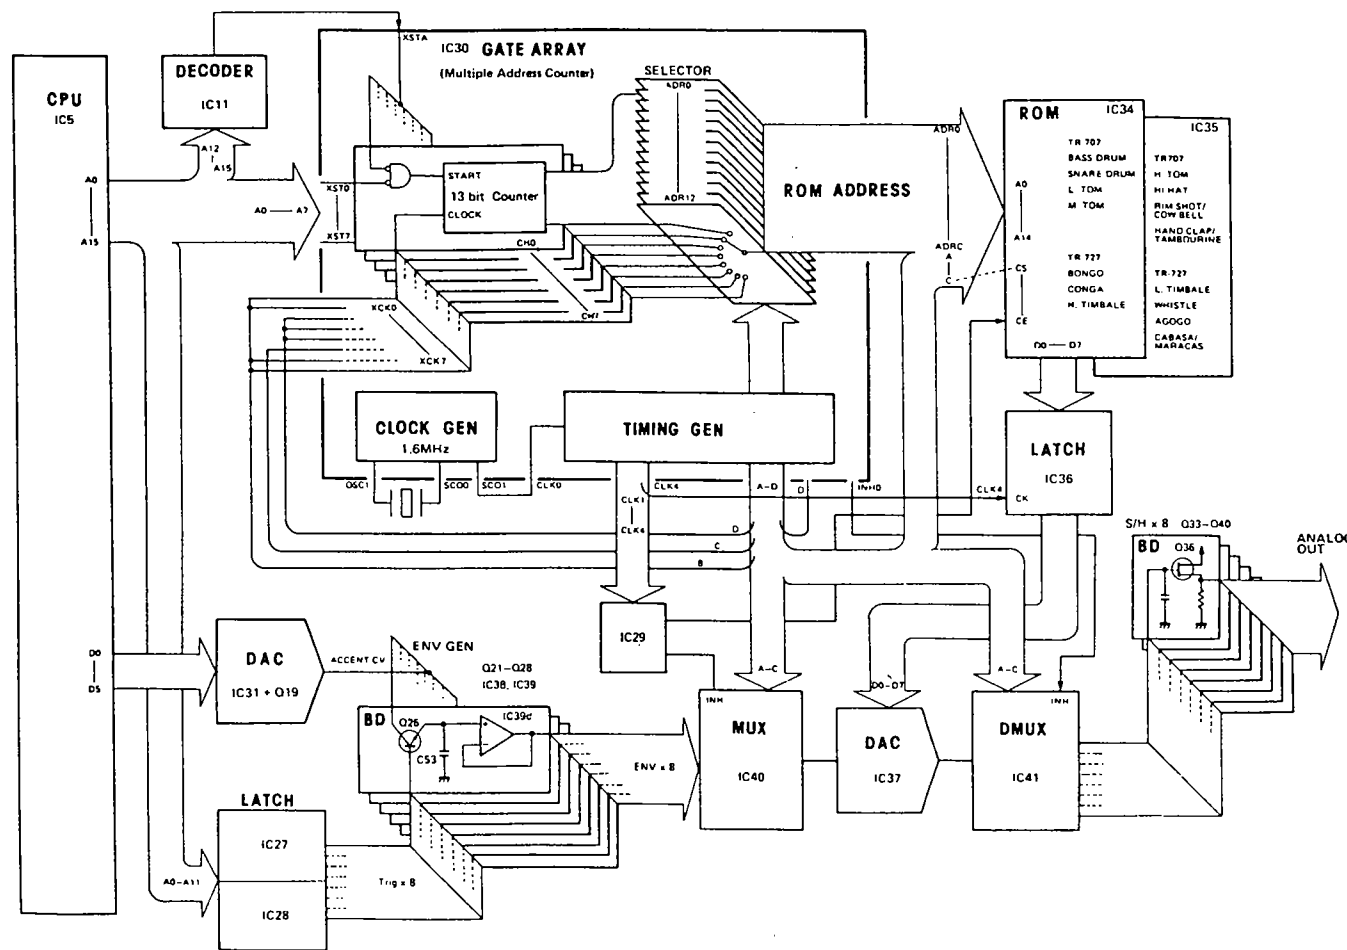 CPU
IC5
A0
A15
D0
D5
DECODER
IC11
A12
A15
XSTA
IC30 GATE ARRAY
(Multiple Address Counter)
A0 — A7
XST0
XST7
START
13 bit Counter
CLOCK
CH0
CH7
XCK0
XCK7
SELECTOR
ADR0
ADR12
ROM ADDRESS
ADR0
ADRC
A
C
ROM
IC34
TR 707
BASS DRUM
SNARE DRUM
L TOM
M TOM
TR 727
BONGO
CONGA
H. TIMBALE
A0
A14
CS
CE
D0 — D7
IC35
TR707
H. TOM
HI HAT
RIM SHOT/
COW BELL
HAND CLAP/
TAMBOURINE
TR-727
L. TIMBALE
WHISTLE
AGOGO
CABASA/
MARACAS
CLOCK GEN
1.6MHz
TIMING GEN
OSC1
SCO0
SCO1
CLK0
CLK4
CLK1
CLK4
A-D
D
INH0
CLK4
D
C
B
LATCH
IC36
CK
IC29
DAC
IC31 + Q19
ACCENT CV
ENV GEN
Q21-Q28
IC38, IC39
BD
Q26
C53
IC39d
ENV x 8
LATCH
IC27
IC28
A0-A11
Trig x 8
A-C
INH
MUX
IC40
D0-D7
DAC
IC37
A-C
INH
DMUX
IC41
S/H x 8 Q33-Q40
BD
Q36
ANALOG
OUT